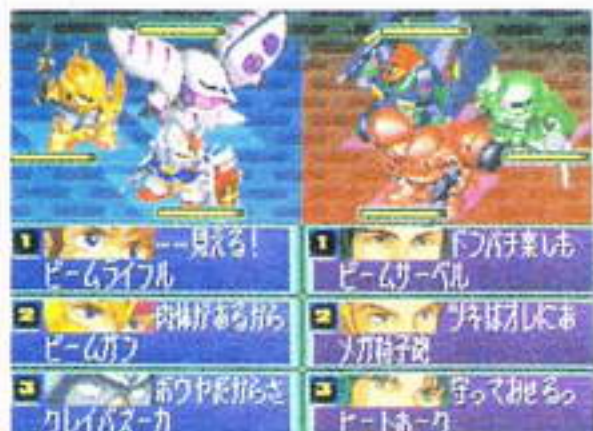 1 ーー見える!
ビームライフル
2 肉体があるから
ビームガン
3 ボウヤだからさ
クレイバズーカ
1 ドンパチ楽しも
ビームサーベル
2 ツキはオレにあ
メガ粒子砲
3 守ってみせるっ
ヒートホーク